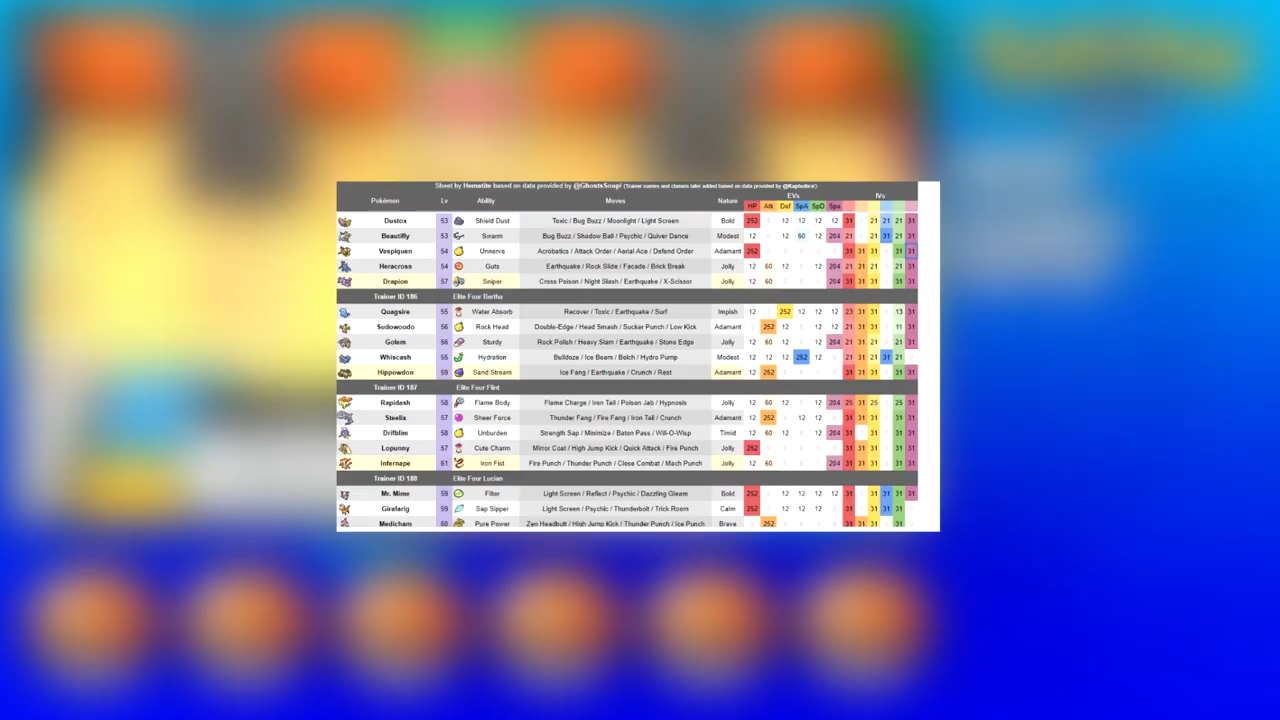 Sheet by Hematite based on data provided by @GhostsSoupi (Trainer names and classes later added based on data provided by @Kaphotics)
EVs IVs
Pokémon Lv Ability Moves Nature
HP Atk Def SpA SpD Spe
Dustox 53 Shield Dust Toxic / Bug Buzz / Moonlight / Light Screen Bold 252 12 12 12 12 31 21 21 21 31
Beautifly 53 Swarm Bug Buzz / Shadow Ball / Psychic / Quiver Dance Modest 12 12 60 12 204 21 21 31 21 31
Vespiquen 54 Unnerve Acrobatics / Attack Order / Aerial Ace / Defend Order Adamant 252 31 31 31 31 31
Heracross 54 Guts Earthquake / Rock Slide / Facade / Brick Break Jolly 12 60 12 12 204 21 31 21 21 31
Drapion 57 Sniper Cross Poison / Night Slash / Earthquake / X-Scissor Jolly 12 60 204 31 31 31 31 31
Trainer ID 186 Elite Four Bertha
Quagsire 55 Water Absorb Recover / Toxic / Earthquake / Surf Impish 12 252 12 12 12 23 31 31 13 31
Sudowoodo 56 Rock Head Double-Edge / Head Smash / Sucker Punch / Low Kick Adamant 252 12 12 12 21 31 31 11 31
Golem 56 Sturdy Rock Polish / Heavy Slam / Earthquake / Stone Edge Jolly 12 60 12 12 204 21 31 21 21 31
Whiscash 55 Hydration Bulldoze / Ice Beam / Belch / Hydro Pump Modest 12 12 12 252 12 21 31 21 31 21
Hippowdon 59 Sand Stream Ice Fang / Earthquake / Crunch / Rest Adamant 12 252 31 31 31 31 31
Trainer ID 187 Elite Four Flint
Rapidash 58 Flame Body Flame Charge / Iron Tail / Poison Jab / Hypnosis Jolly 12 60 12 12 204 25 31 25 25 31
Steelix 57 Sheer Force Thunder Fang / Fire Fang / Iron Tail / Crunch Adamant 12 252 12 12 31 31 31 31 31
Drifblim 58 Unburden Strength Sap / Minimize / Baton Pass / Will-O-Wisp Timid 12 60 12 12 204 31 31 31 31 31
Lopunny 57 Cute Charm Mirror Coat / High Jump Kick / Quick Attack / Fire Punch Jolly 252 31 31 31 31 31
Infernape 61 Iron Fist Fire Punch / Thunder Punch / Close Combat / Mach Punch Jolly 12 60 204 31 31 31 31 31
Trainer ID 188 Elite Four Lucian
Mr. Mime 59 Filter Light Screen / Reflect / Psychic / Dazzling Gleam Bold 252 12 12 12 12 31 31 31 31 31
Girafarig 59 Sap Sipper Light Screen / Psychic / Thunderbolt / Trick Room Calm 252 12 12 12 31 31 31 31
Medicham 60 Pure Power Zen Headbutt / High Jump Kick / Thunder Punch / Ice Punch Brave 252 31 31 31 31